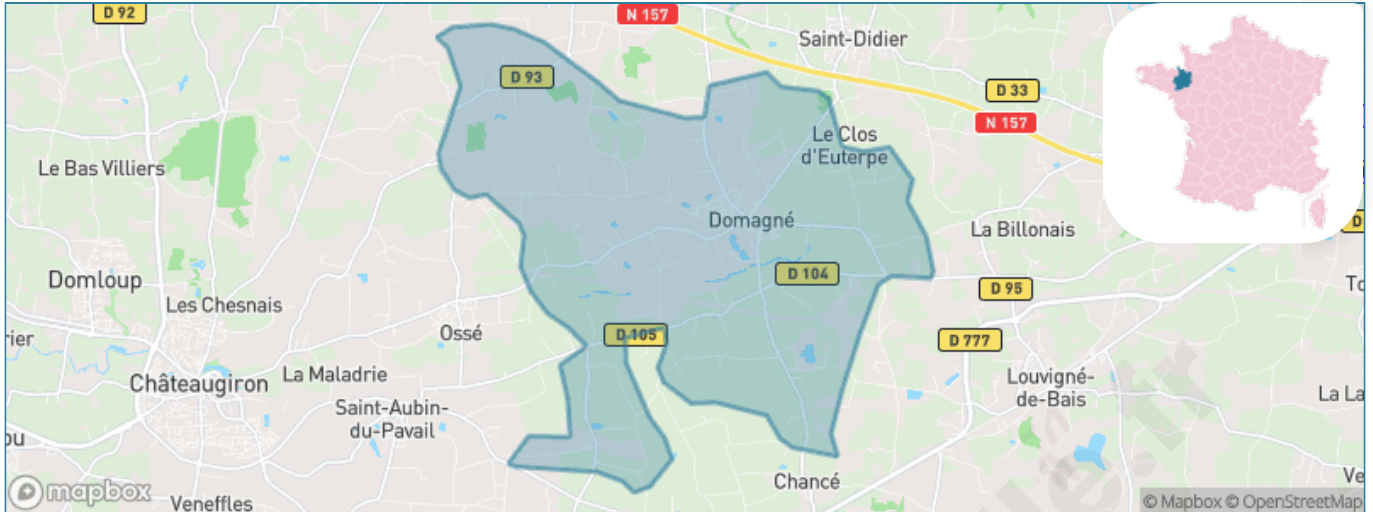 D 92
N 157
Saint-Didier
D 93
D 33
N 157
Le Clos
d'Euterpe
Le Bas Villiers
Domagné
La Billonais
D 104
Domloup
D 95
Les Chesnais
Ossé
D 105
D 777
La Maladrie
Châteaugiron
Louvigné-
de-Bais
Saint-Aubin-
du-Pavail
Chancé
Veneffles
mapbox
© Mapbox © OpenStreetMap